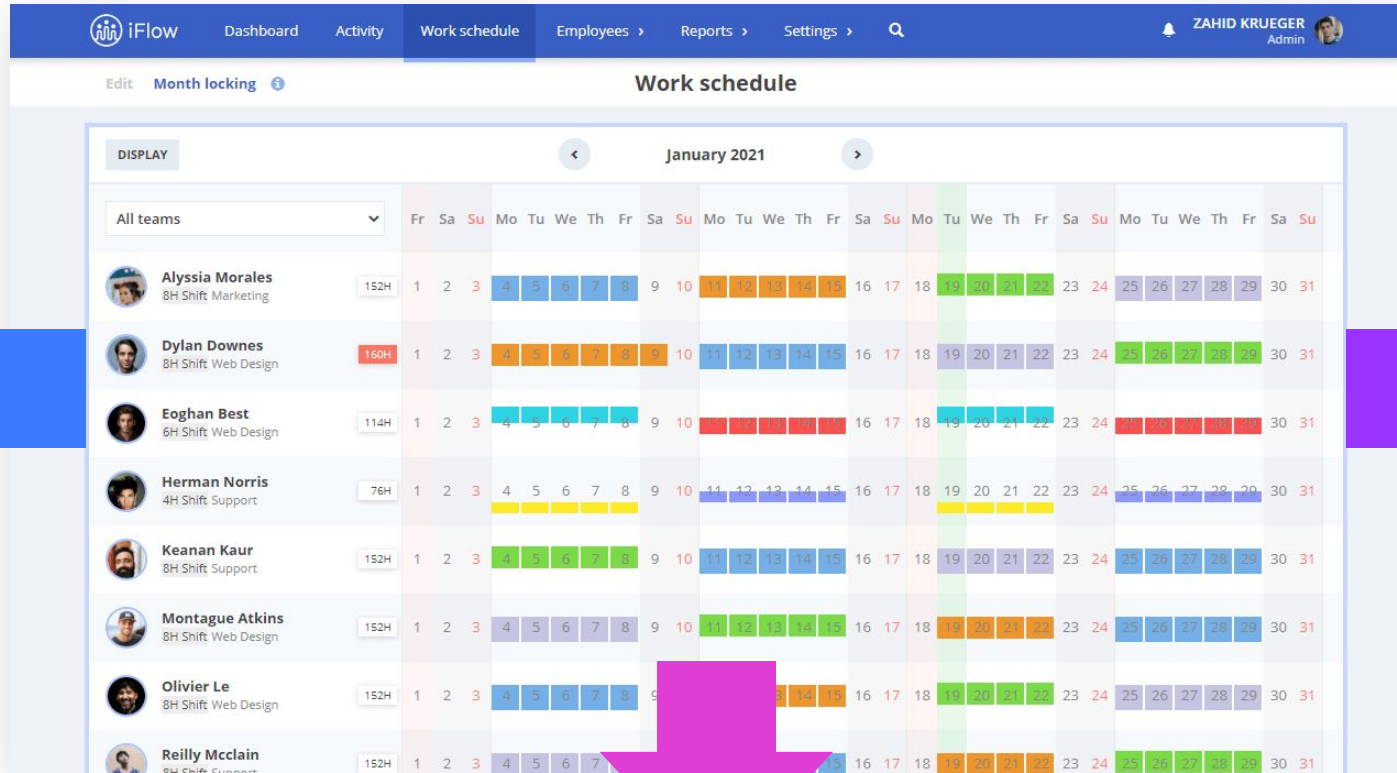 iFlow Dashboard Activity Work schedule Employees › Reports › Settings › ZAHID KRUEGER
Admin
Edit Month locking Work schedule
DISPLAY ‹ January 2021 ›
All teams Fr Sa Su Mo Tu We Th Fr Sa Su Mo Tu We Th Fr Sa Su Mo Tu We Th Fr Sa Su Mo Tu We Th Fr Sa Su
Alyssia Morales
8H Shift Marketing
152H 1 2 3 4 5 6 7 8 9 10 11 12 13 14 15 16 17 18 19 20 21 22 23 24 25 26 27 28 29 30 31
Dylan Downes
8H Shift Web Design
160H 1 2 3 4 5 6 7 8 9 10 11 12 13 14 15 16 17 18 19 20 21 22 23 24 25 26 27 28 29 30 31
Eoghan Best
6H Shift Web Design
114H 1 2 3 4 5 6 7 8 9 10 11 12 13 14 15 16 17 18 19 20 21 22 23 24 25 26 27 28 29 30 31
Herman Norris
4H Shift Support
76H 1 2 3 4 5 6 7 8 9 10 11 12 13 14 15 16 17 18 19 20 21 22 23 24 25 26 27 28 29 30 31
Keanan Kaur
8H Shift Support
152H 1 2 3 4 5 6 7 8 9 10 11 12 13 14 15 16 17 18 19 20 21 22 23 24 25 26 27 28 29 30 31
Montague Atkins
8H Shift Web Design
152H 1 2 3 4 5 6 7 8 9 10 11 12 13 14 15 16 17 18 19 20 21 22 23 24 25 26 27 28 29 30 31
Olivier Le
8H Shift Web Design
152H 1 2 3 4 5 6 7 8 14 15 16 17 18 19 20 21 22 23 24 25 26 27 28 29 30 31
Reilly Mcclain
8H Shift Support
152H 1 2 3 4 5 6 7 15 16 17 18 19 20 21 22 23 24 25 26 27 28 29 30 31